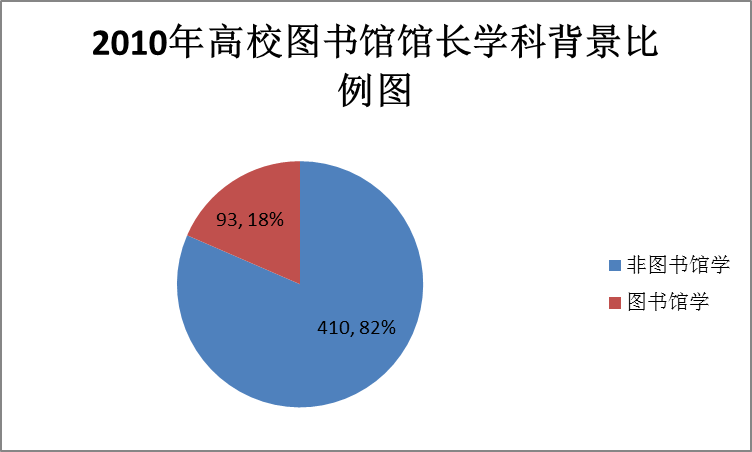 2010年高校图书馆馆长学科背景比
例图
93, 18%
非图书馆学
图书馆学
410, 82%